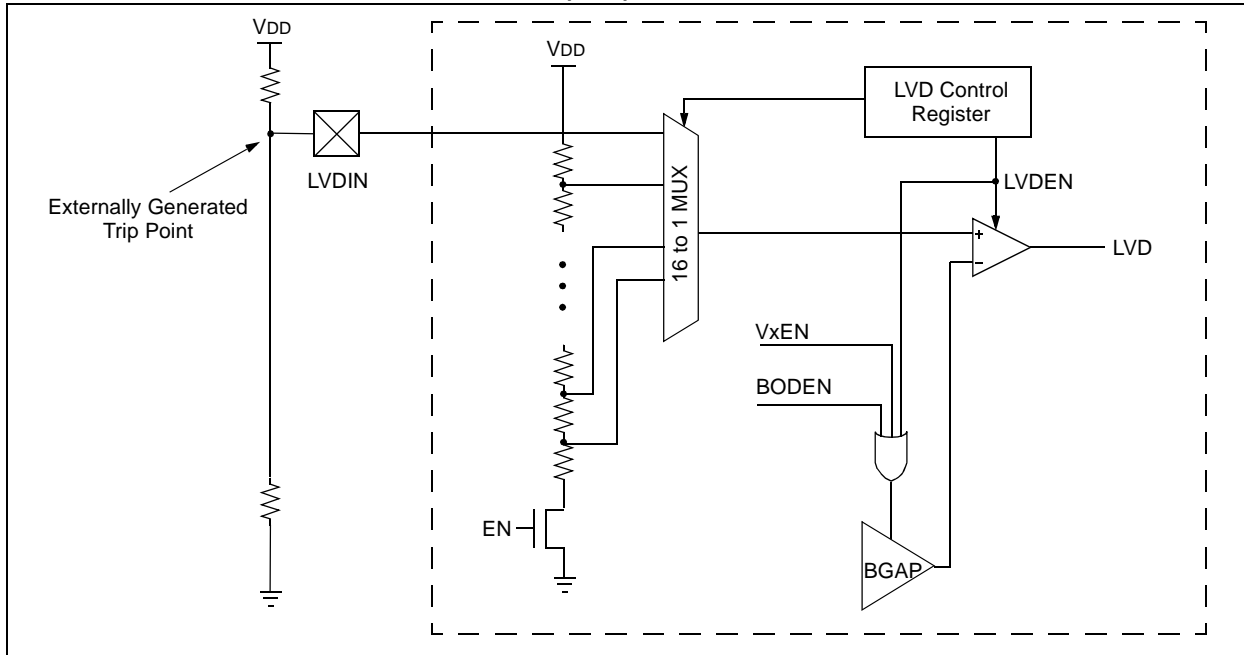 VDD
VDD
LVD Control
Register
LVDIN
16 to 1 MUX
LVDEN
Externally Generated
Trip Point
+
–
LVD
VxEN
BODEN
EN
BGAP